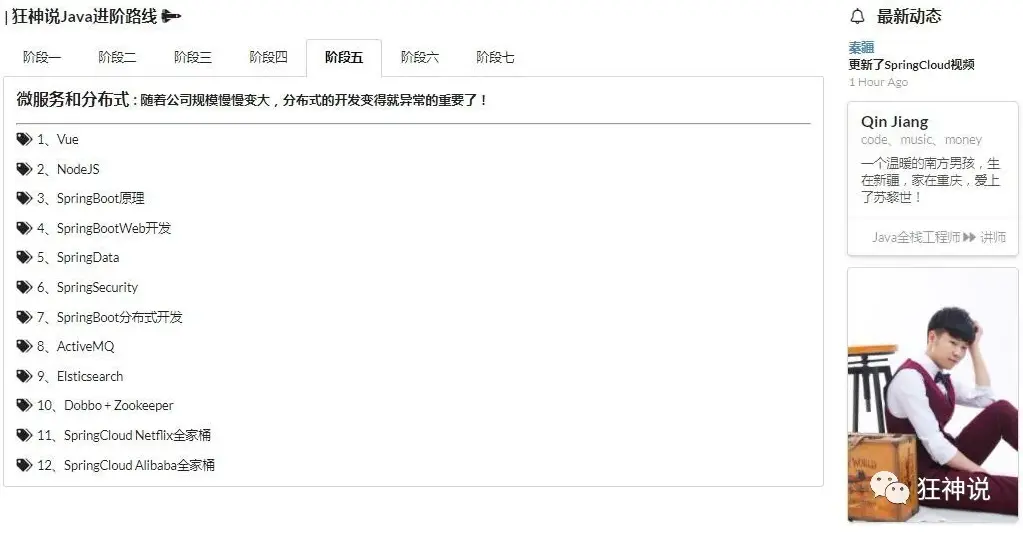 | 狂神说Java进阶路线
阶段一 阶段二 阶段三 阶段四 阶段五 阶段六 阶段七
微服务和分布式 : 随着公司规模慢慢变大，分布式的开发变得就异常的重要了！
1、Vue
2、NodeJS
3、SpringBoot原理
4、SpringBootWeb开发
5、SpringData
6、SpringSecurity
7、SpringBoot分布式开发
8、ActiveMQ
9、Elsticsearch
10、Dobbo + Zookeeper
11、SpringCloud Netflix全家桶
12、SpringCloud Alibaba全家桶
最新动态
秦疆
更新了SpringCloud视频
1 Hour Ago
Qin Jiang
code、music、money
一个温暖的南方男孩，生
在新疆，家在重庆，爱上
了苏黎世！
Java全栈工程师 讲师
WORLD
狂神说